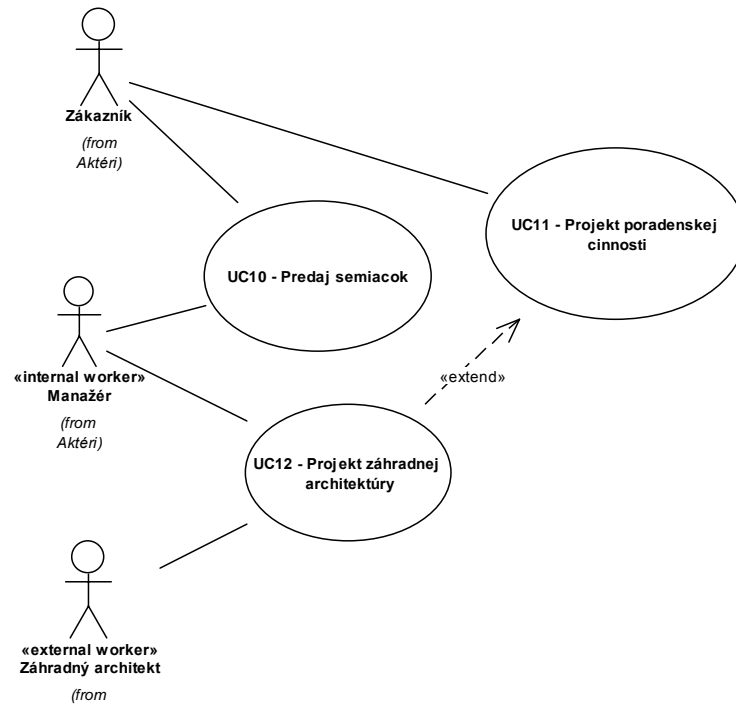 Zákazník
(from
Aktéri)
UC11 - Projekt poradenskej
cinnosti
UC10 - Predaj semiacok
«internal worker»
Manažér
(from
Aktéri)
«extend»
UC12 - Projekt záhradnej
architektúry
«external worker»
Záhradný architekt
(from